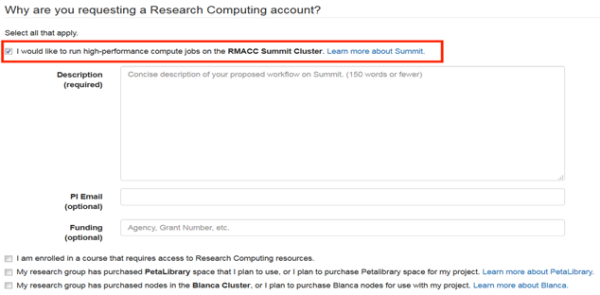 Why are you requesting a Research Computing account?
Select all that apply.
I would like to run high-performance compute jobs on the RMACC Summit Cluster. Learn more about Summit.
Description
(required)
Concise description of your proposed workflow on Summit. (150 words or fewer)
PI Email
(optional)
Funding
(optional)
Agency, Grant Number, etc.
I am enrolled in a course that requires access to Research Computing resources.
My research group has purchased PetaLibrary space that I plan to use, or I plan to purchase Petalibrary space for my project. Learn more about PetaLibrary.
My research group has purchased nodes in the Blanca Cluster, or I plan to purchase Blanca nodes for use with my project. Learn more about Blanca.